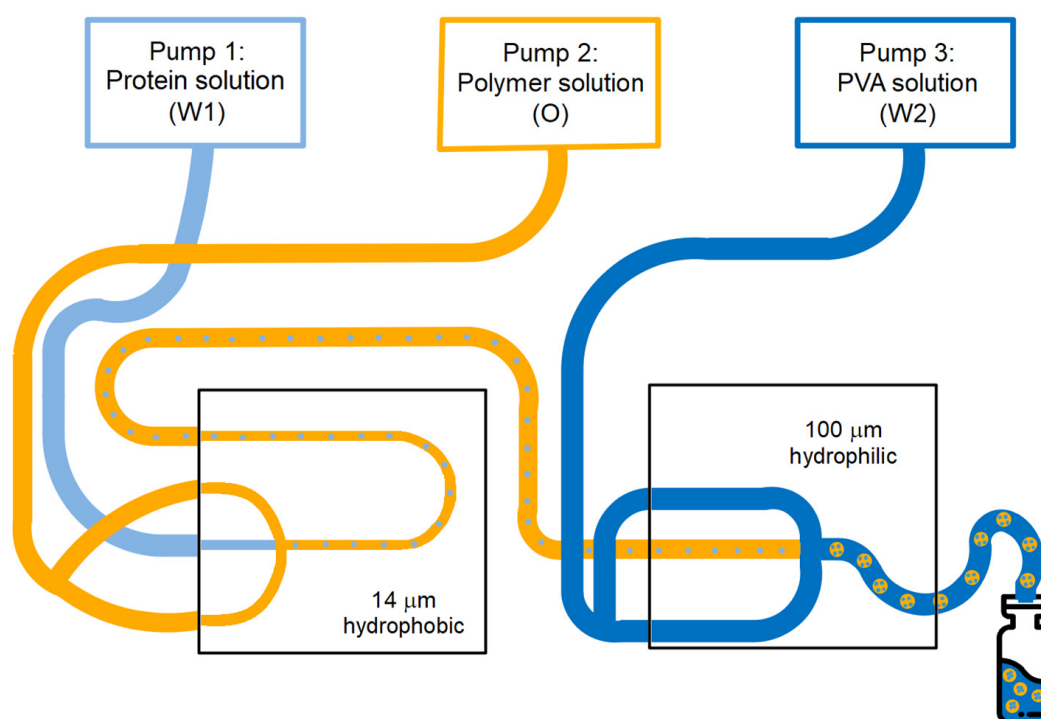 Pump 1:
Protein solution
(W1)
Pump 2:
Polymer solution
(O)
Pump 3:
PVA solution
(W2)
100 μm
hydrophilic
14 μm
hydrophobic